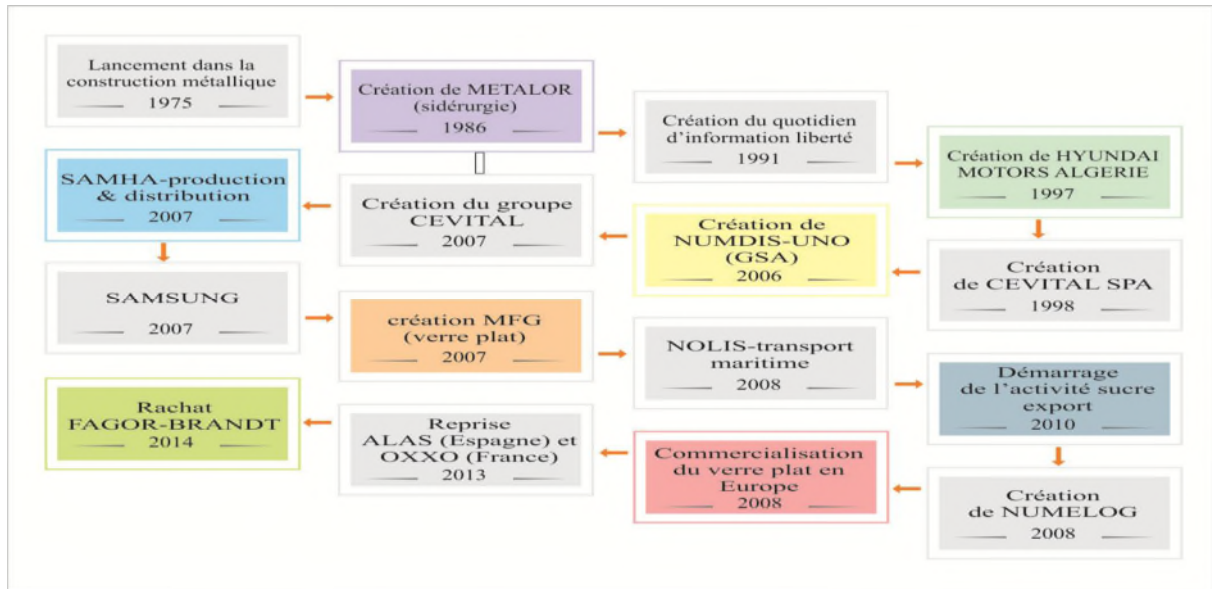 Lancement dans la
construction métallique
1975
Création de METALOR
(sidérurgie)
1986
Création du quotidien
d'information liberté
1991
Création de HYUNDAI
MOTORS ALGERIE
1997
Création
de CEVITAL SPA
1998
Création de
NUMDIS-UNO
(GSA)
2006
Création du groupe
CEVITAL
2007
SAMHA-production
& distribution
2007
SAMSUNG
2007
création MFG
(verre plat)
2007
NOLIS-transport
maritime
2008
Démarrage
de l'activité sucre
export
2010
Création
de NUMELOG
2008
Commercialisation
du verre plat en
Europe
2008
Reprise
ALAS (Espagne) et
OXXO (France)
2013
Rachat
FAGOR-BRANDT
2014